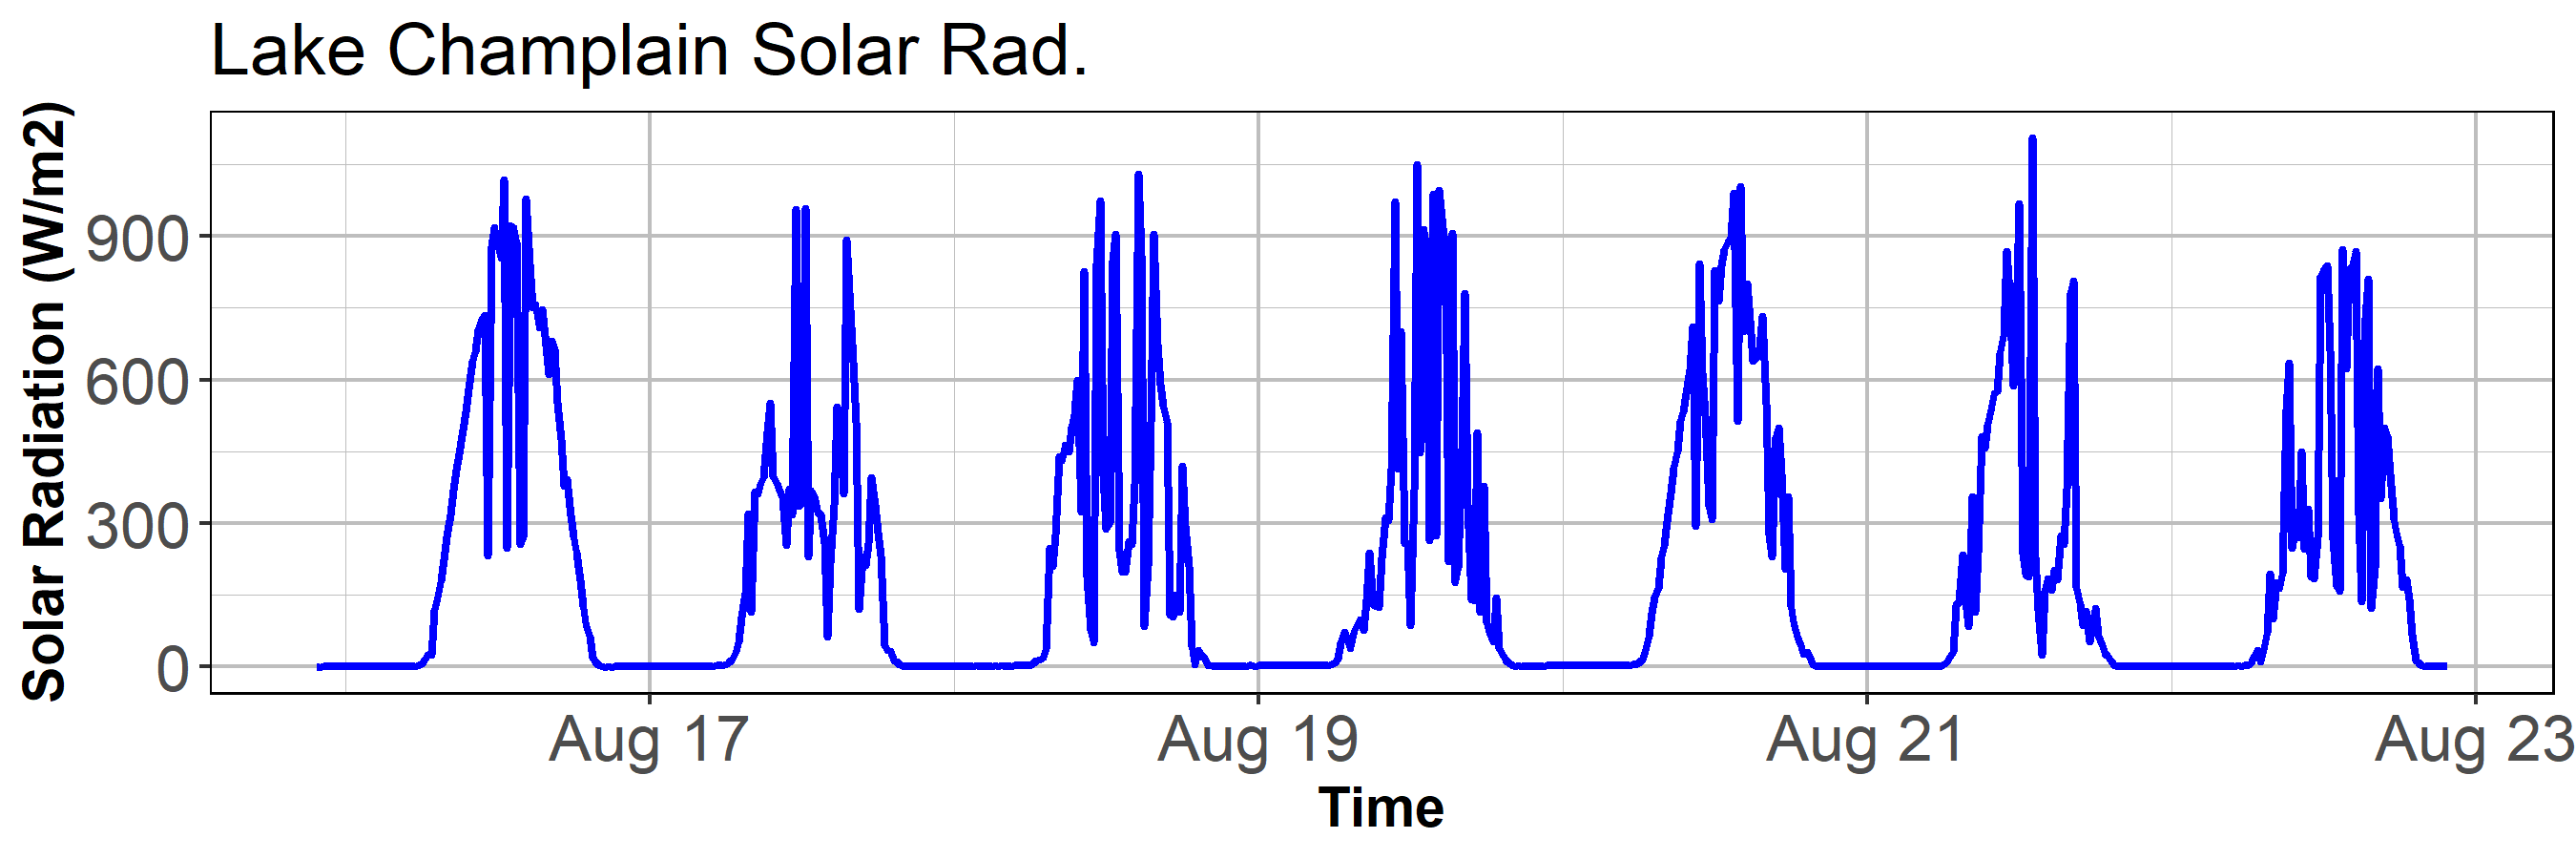 Lake Champlain Solar Rad.
Solar Radiation (W/m2)
900
600
300
0
Aug 17 Aug 19 Aug 21 Aug 23
Time